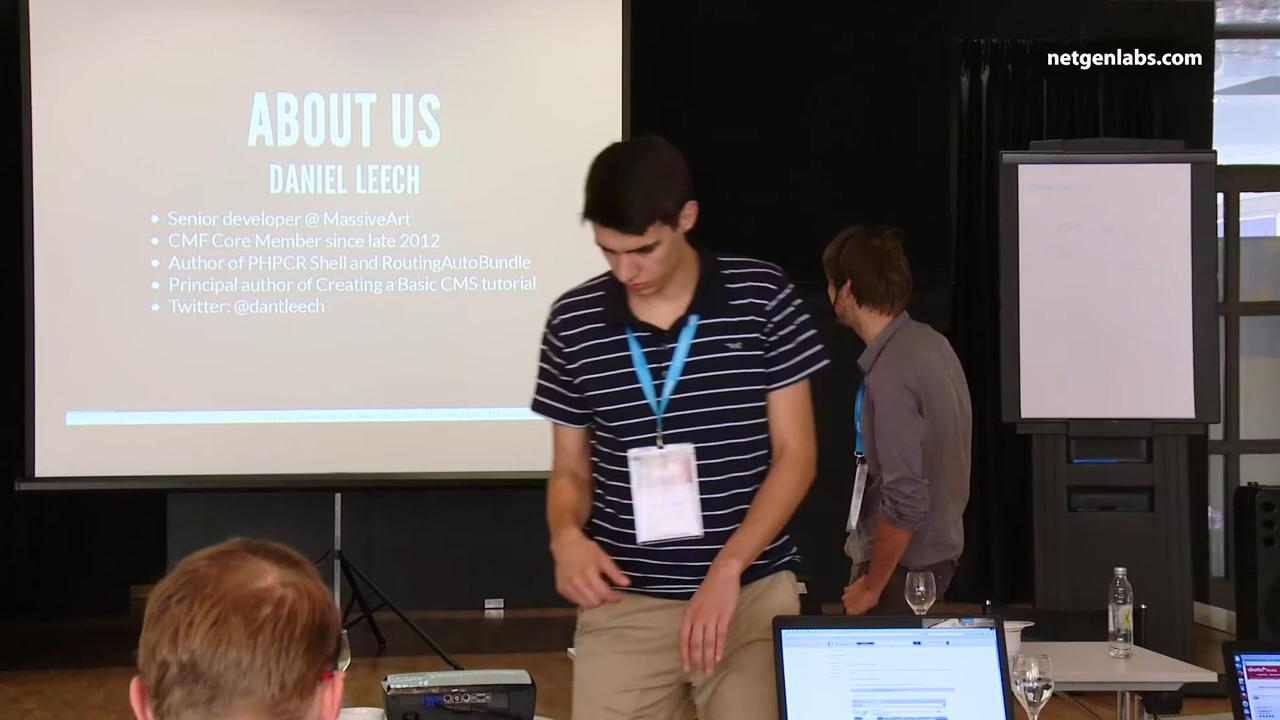 netgenlabs.com
ABOUT US
DANIEL LEECH
• Senior developer @ MassiveArt
• CMF Core Member since late 2012
• Author of PHPCR Shell and RoutingAutoBundle
• Principal author of Creating a Basic CMS tutorial
• Twitter: @dantleech
ubuntu